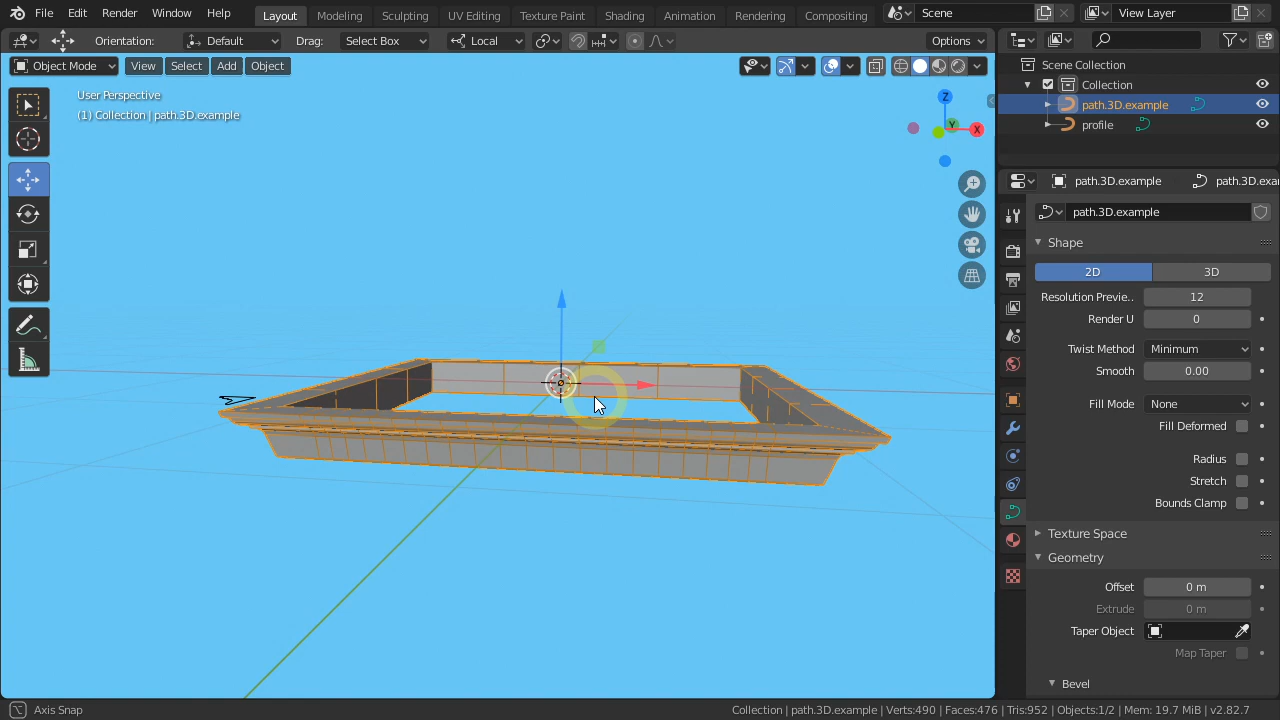 File Edit Render Window Help Layout Modeling Sculpting UV Editing Texture Paint Shading Animation Rendering Compositing Scene View Layer
Orientation: Default Drag: Select Box Local Options
Object Mode View Select Add Object
User Perspective
(1) Collection | path.3D.example
Z
Y
X
Scene Collection
Collection
path.3D.example
profile
path.3D.example path.3D.exa
path.3D.example
Shape
2D 3D
Resolution Previe.. 12
Render U 0
Twist Method Minimum
Smooth 0.00
Fill Mode None
Fill Deformed
Radius
Stretch
Bounds Clamp
Texture Space
Geometry
Offset 0 m
Extrude 0 m
Taper Object
Map Taper
Bevel
Axis Snap Collection | path.3D.example | Verts:490 | Faces:476 | Tris:952 | Objects:1/2 | Mem: 19.7 MiB | v2.82.7